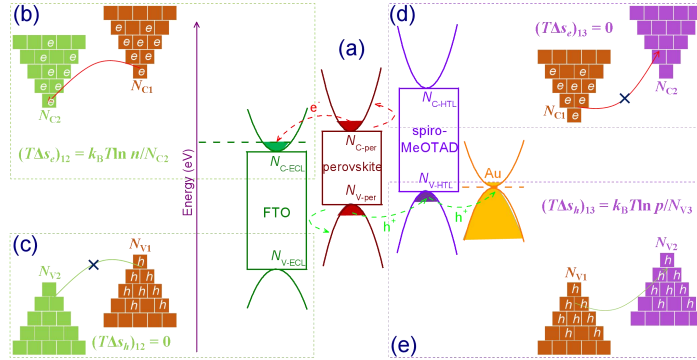 (b)
e e e
e e
e e
e
N_C2
e e e
e e
e e
e
N_C1
(TΔs_e)_12 = k_BT ln n/N_C2
Energy (eV)
(a)
e⁻
N_C-per
perovskite
N_V-per
N_C-ECL
FTO
N_V-ECL
N_C-HTL
spiro-
MeOTAD
N_V-HTL
Au
h⁺
h⁺
(d)
(TΔs_e)_13 = 0
e e e
e e
e e
e
N_C1
N_C2
(c)
N_V2
N_V1
h
h h
h h
h h h
(TΔs_h)_12 = 0
(TΔs_h)_13 = k_BT ln p/N_V3
N_V1
h
h h
h h
h h h
N_V2
h
h h
h h
h h h
(e)